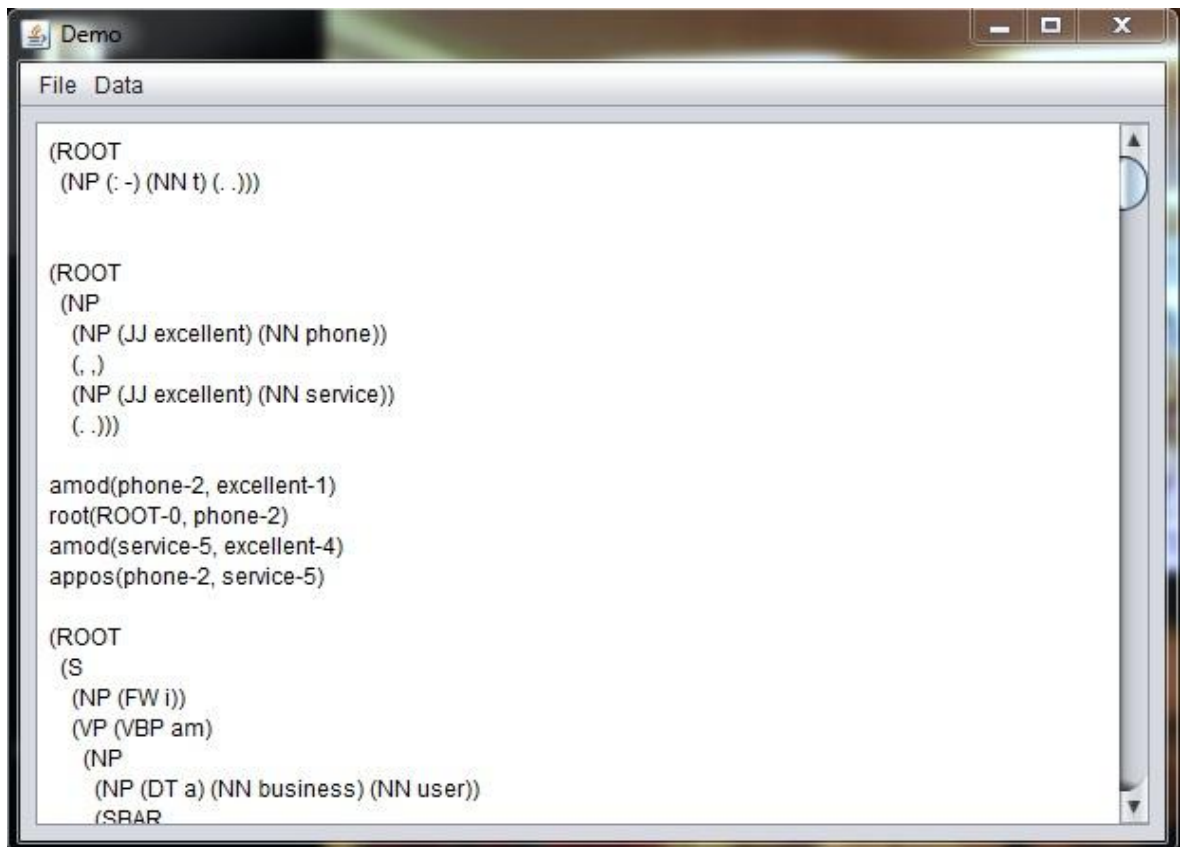 Demo
File Data
(ROOT
(NP (: -) (NN t) (. .)))
(ROOT
(NP
(NP (JJ excellent) (NN phone))
(, ,)
(NP (JJ excellent) (NN service))
(. .)))
amod(phone-2, excellent-1)
root(ROOT-0, phone-2)
amod(service-5, excellent-4)
appos(phone-2, service-5)
(ROOT
(S
(NP (FW i))
(VP (VBP am)
(NP
(NP (DT a) (NN business) (NN user))
(SBAR